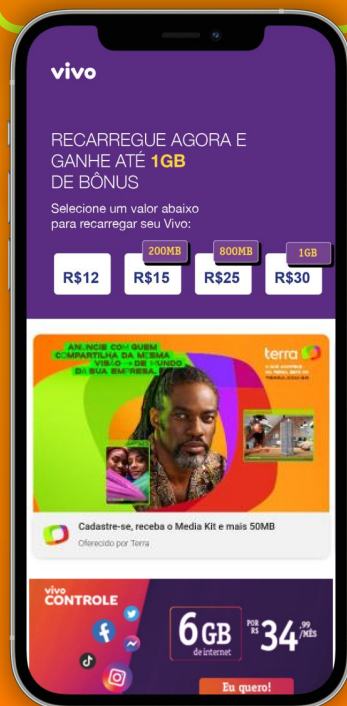 vivo
RECARREGUE AGORA E
GANHE ATÉ 1GB
DE BÔNUS
Selecione um valor abaixo
para recarregar seu Vivo:
200MB
800MB
1GB
R$12
R$15
R$25
R$30
ANUNCIE COM QUEM
COMPARTILHA DA MESMA
VISÃO DE MUNDO
DA SUA EMPRESA.
terra
Cadastre-se, receba o Media Kit e mais 50MB
Oferecido por Terra
vivo
CONTROLE
6GB
de internet
POR
R$ 34,99
/MÊS
Eu quero!